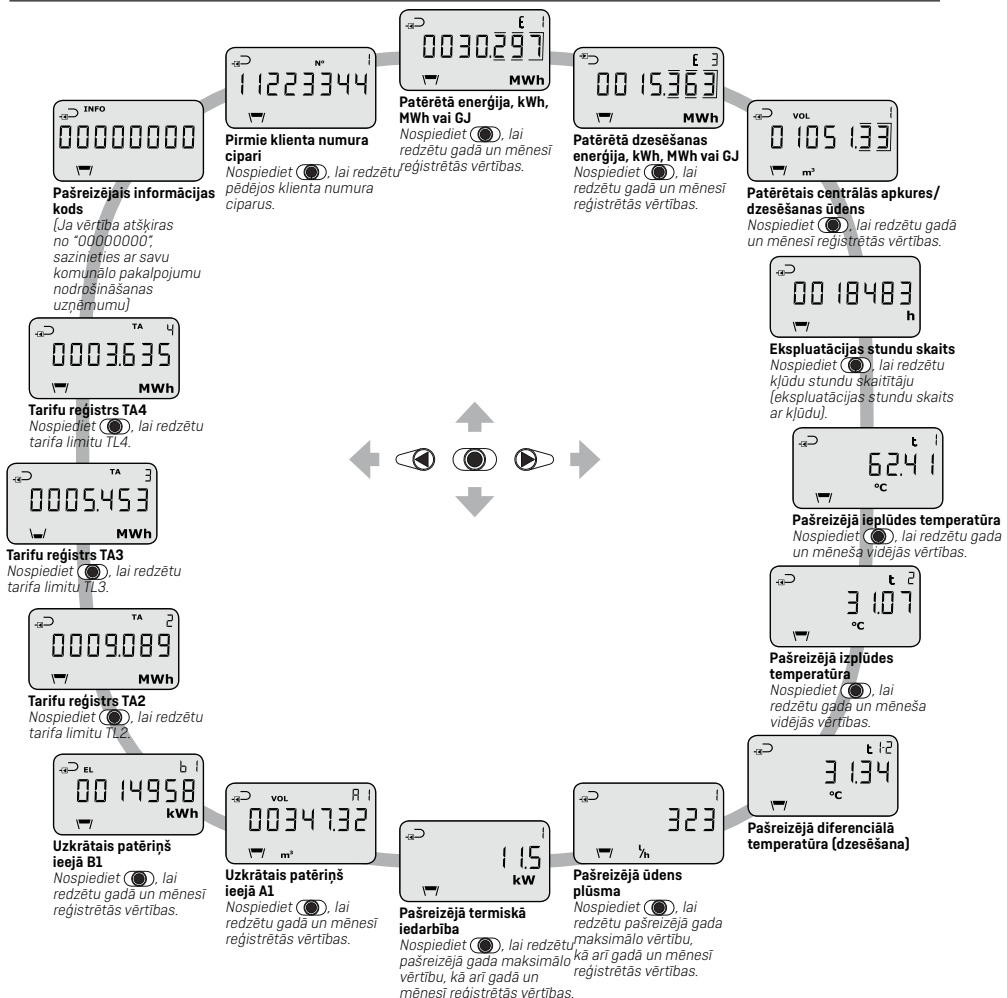 E 1
0030.297
MWh
Patērētā enerģija, kWh,
MWh vai GJ
Nospiediet , lai
redzētu gadā un mēnesī
reģistrētās vērtības.
E 3
0015.363
MWh
Patērētā dzesēšanas
enerģija, kWh, MWh vai GJ
Nospiediet , lai
redzētu gadā un mēnesī
reģistrētās vērtības.
VOL 1
01051.33
m³
Patērētais centrālās apkures/
dzesēšanas ūdens
Nospiediet , lai redzētu gadā
un mēnesī reģistrētās vērtības.
0018483
h
Ekspluatācijas stundu skaits
Nospiediet , lai redzētu
kļūdu stundu skaitītāju
(ekspluatācijas stundu skaits
ar kļūdu).
t 1
62.41
°C
Pašreizējā ieplūdes temperatūra
Nospiediet , lai redzētu gada
un mēneša vidējās vērtības.
t 2
31.07
°C
Pašreizējā izplūdes
temperatūra
Nospiediet , lai
redzētu gada un mēneša
vidējās vērtības.
t 1-2
31.34
°C
Pašreizējā diferenciālā
temperatūra (dzesēšana)
1
323
l/h
Pašreizējā ūdens
plūsma
Nospiediet , lai
redzētu pašreizējā gada
maksimālo vērtību,
kā arī gadā un mēnesī
reģistrētās vērtības.
1
11.5
kW
Pašreizējā termiskā
iedarbība
Nospiediet , lai redzētu
pašreizējā gada maksimālo
vērtību, kā arī gadā un
mēnesī reģistrētās vērtības.
VOL A1
00347.32
m³
Uzkrātais patēriņš
ieejā A1
Nospiediet , lai
redzētu gadā un mēnesī
reģistrētās vērtības.
EL b1
0014958
kWh
Uzkrātais patēriņš
ieejā B1
Nospiediet , lai
redzētu gadā un mēnesī
reģistrētās vērtības.
TA 2
0009.089
MWh
Tarifu reģistrs TA2
Nospiediet , lai redzētu
tarifa limitu TL2.
TA 3
0005.453
MWh
Tarifu reģistrs TA3
Nospiediet , lai redzētu
tarifa limitu TL3.
TA 4
0003.635
MWh
Tarifu reģistrs TA4
Nospiediet , lai redzētu
tarifa limitu TL4.
INFO
00000000
Pašreizējais informācijas
kods
(Ja vērtība atšķiras
no “00000000”,
sazinieties ar savu
komunālo pakalpojumu
nodrošināšanas
uzņēmumu)
N° 1
11223344
Pirmie klienta numura
cipari
Nospiediet , lai redzētu
pēdējos klienta numura
ciparus.